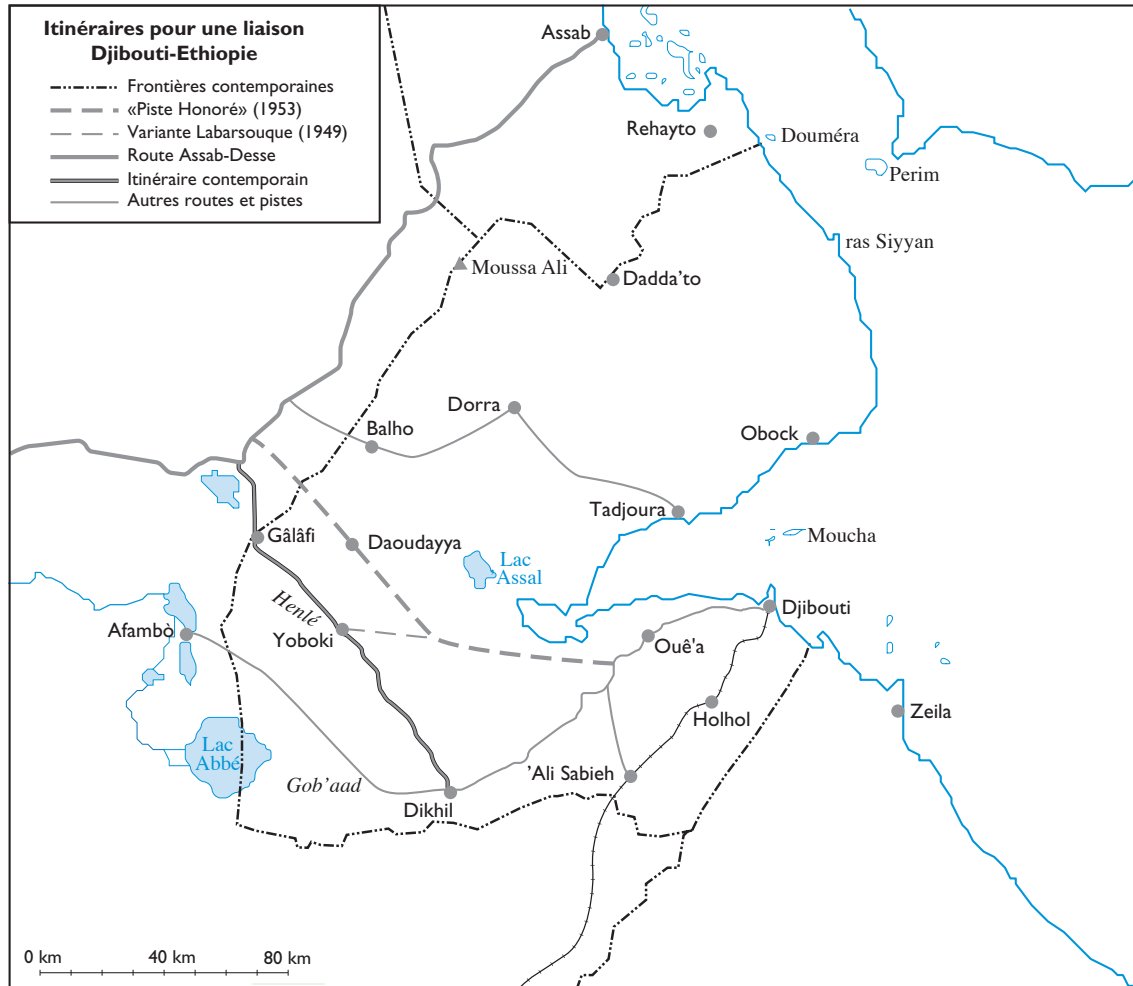 Itinéraires pour une liaison
Djibouti-Ethiopie
Frontières contemporaines
«Piste Honoré» (1953)
Variante Labarsouque (1949)
Route Assab-Desse
Itinéraire contemporain
Autres routes et pistes
Assab
Rehayto
Douméra
Perim
ras Siyyan
Moussa Ali
Dadda'to
Dorra
Balho
Obock
Tadjoura
Gâlâfi
Daoudayya
Moucha
Lac
Assal
Henlé
Djibouti
Afambò
Yoboki
Ouê'a
Holhol
Zeila
Lac
Abbé
'Ali Sabieh
Gob'aad
Dikhil
0 km
40 km
80 km